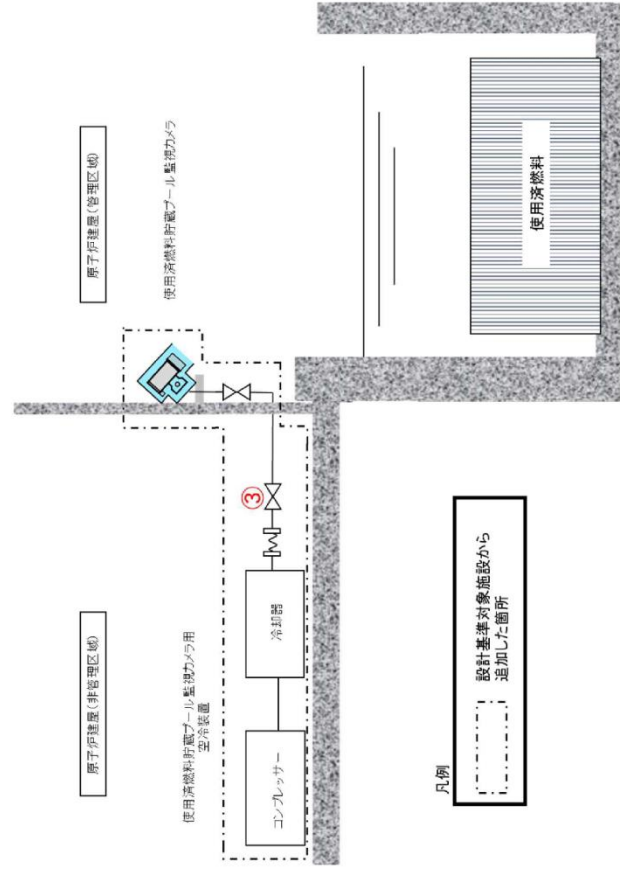 原子炉建屋(管理区域)
使用済燃料貯蔵プール監視カメラ
使用済燃料
原子炉建屋(非管理区域)
使用済燃料貯蔵プール監視カメラ用
空冷装置
③
冷却器
コンプレッサー
凡例
設計基準対象施設から
追加した箇所